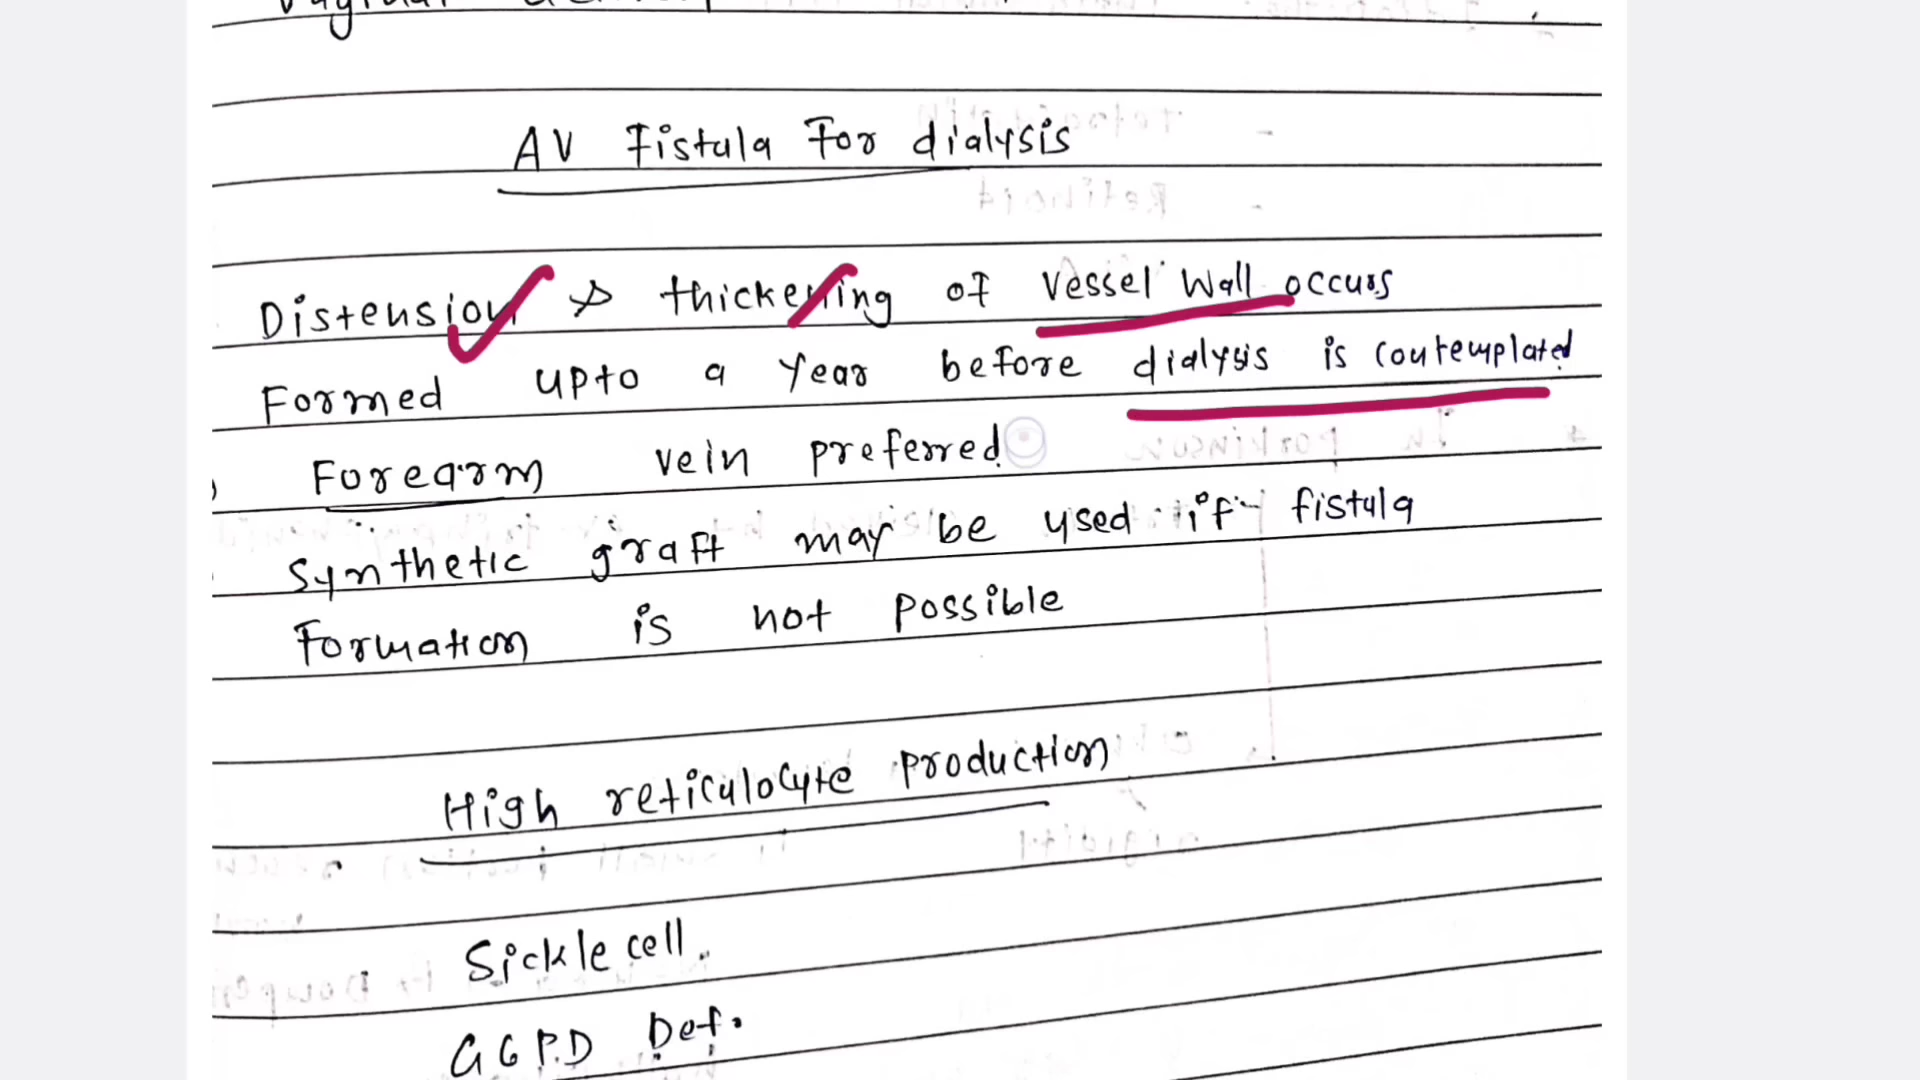 AV Fistula For dialysis
Distension & thickening of vessel wall occurs
Formed upto a year before dialysis is contemplated
Forearm vein preferred
Synthetic graft may be used if fistula
Formation is not possible
High reticulocyte production
Sickle cell.
G6P.D Def.